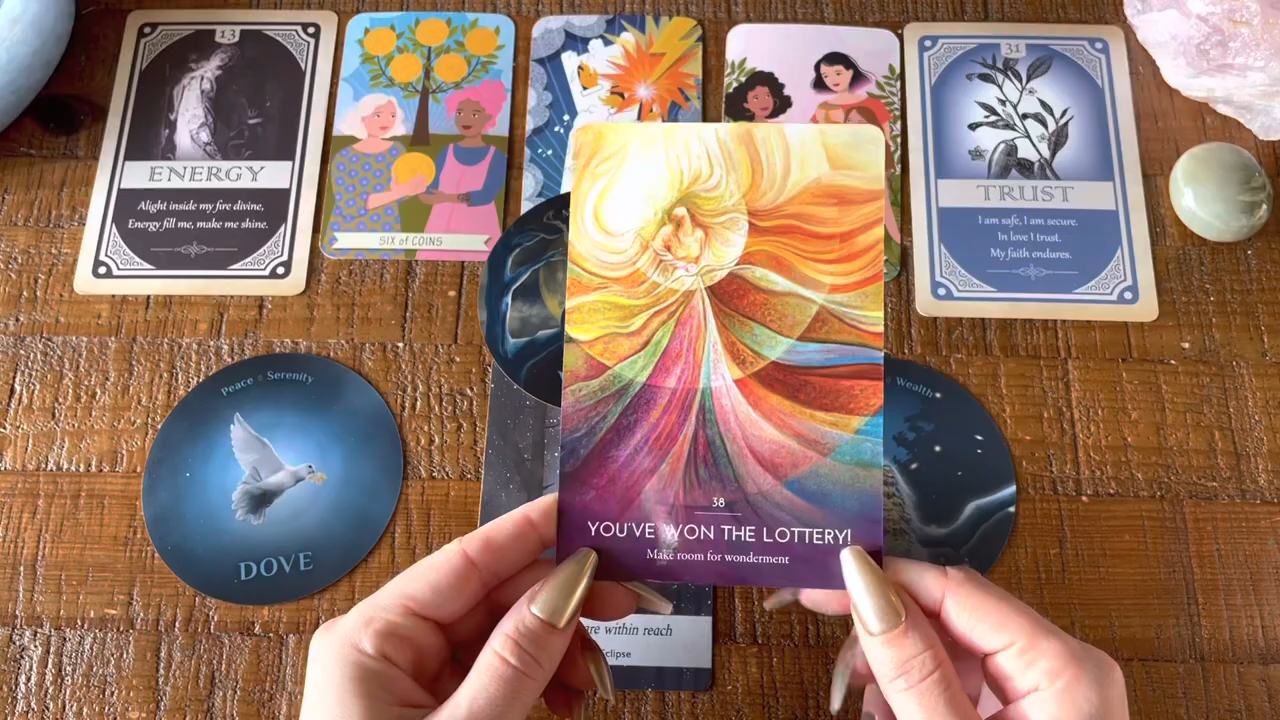 13
ENERGY
Alight inside my fire divine,
Energy fill me, make me shine.
SIX of COINS
31
TRUST
I am safe, I am secure.
In love I trust.
My faith endures.
Peace Serenity
DOVE
Wealth
38
YOU'VE WON THE LOTTERY!
Make room for wonderment
are within reach
Eclipse